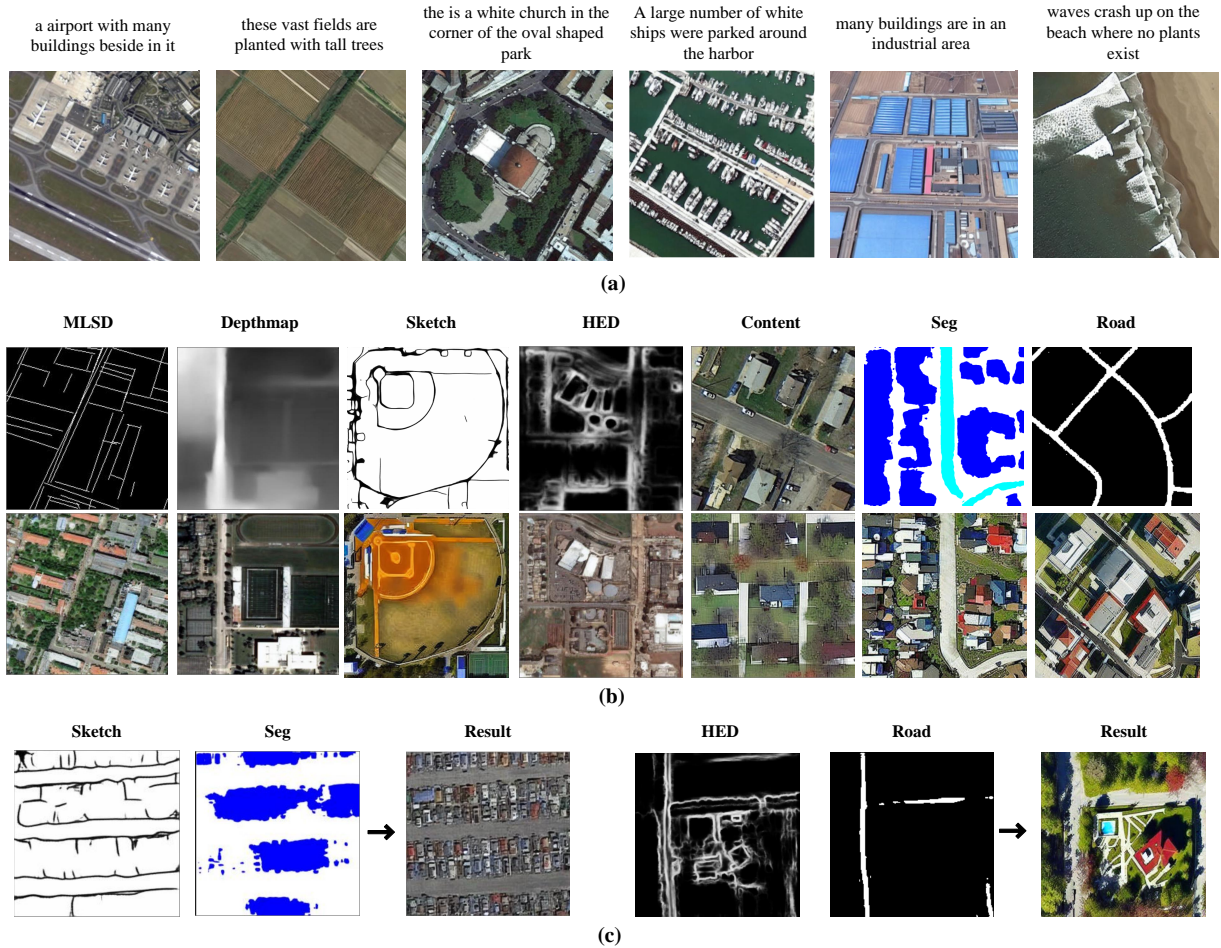 a airport with many
buildings beside in it
these vast fields are
planted with tall trees
the is a white church in the
corner of the oval shaped
park
A large number of white
ships were parked around
the harbor
many buildings are in an
industrial area
waves crash up on the
beach where no plants
exist
(a)
MLSD
Depthmap
Sketch
HED
Content
Seg
Road
(b)
Sketch
Seg
Result
HED
Road
Result
(c)